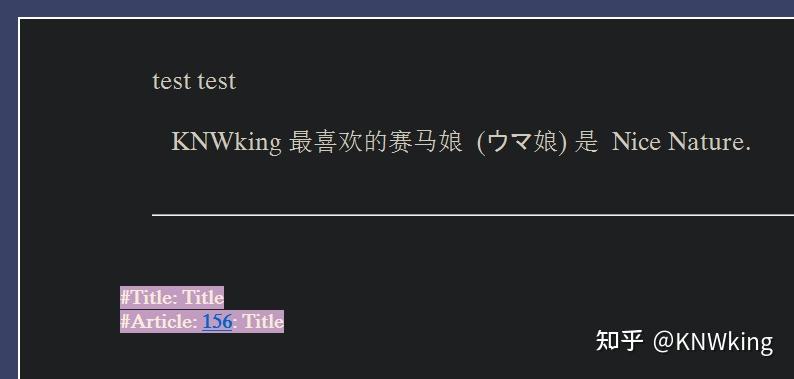 test test
KNWking 最喜欢的赛马娘 (ウマ娘) 是 Nice Nature.
#Title: Title
#Article: 156: Title
知乎 @KNWking